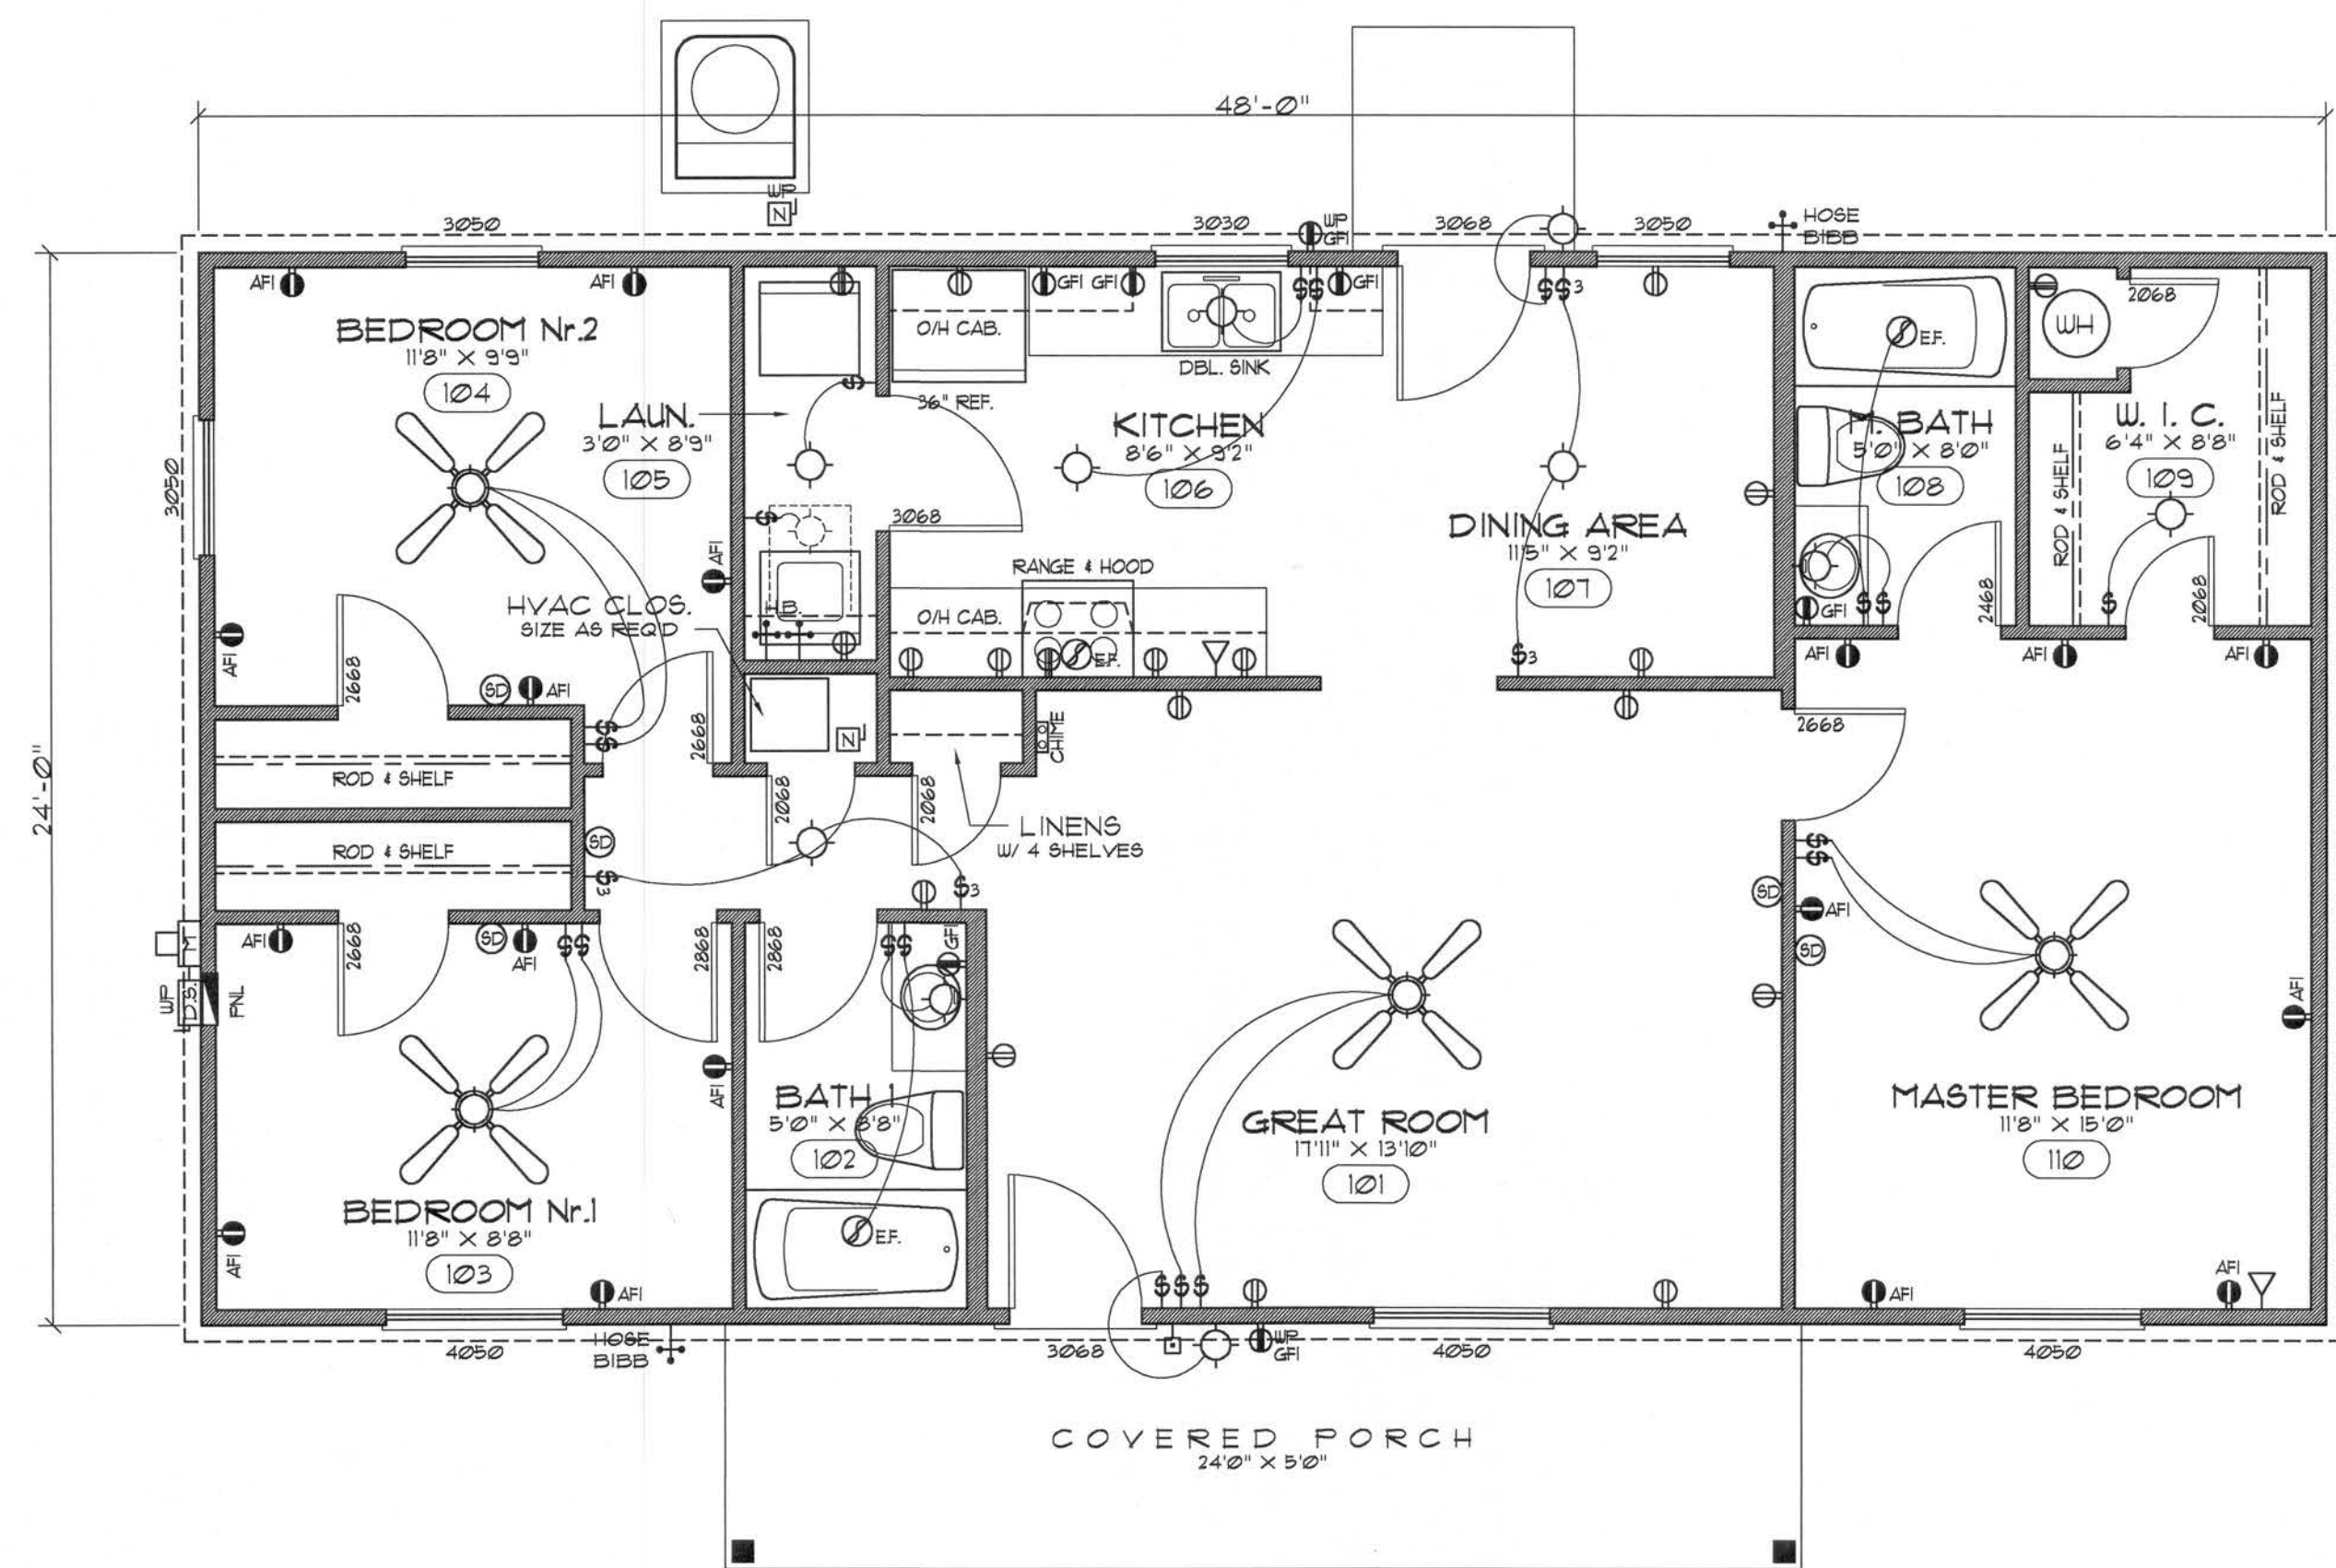 48'-0"
WP
N
3050
3030
WP
GFI
3068
3050
HOSE
BIBB
AFI
AFI
GFI
GFI
GFI
S3
2068
WH
E.F.
BEDROOM Nr.2
11'8" X 9'9"
104
O/H CAB.
DBL. SINK
36" REF.
LAUN.
3'0" X 8'9"
105
KITCHEN
8'6" X 9'2"
106
M. BATH
5'0" X 8'0"
108
W. I. C.
6'4" X 8'8"
109
ROD & SHELF
ROD & SHELF
3050
3068
DINING AREA
11'5" X 9'2"
107
RANGE & HOOD
O/H CAB.
E.F.
AFI
HVAC CLOS.
SIZE AS REQ'D
H.B.
GFI
2468
2068
AFI
2668
SD
AFI
S3
AFI
AFI
AFI
2668
2668
N
CHIME
ROD & SHELF
24'-0"
2068
2068
LINENS
W/ 4 SHELVES
ROD & SHELF
SD
S3
S3
SD
AFI
SD
AFI
2668
SD
AFI
2868
2868
GFI
M
WP
D.S.
PNL
AFI
AFI
BATH 1
5'0" X 8'8"
102
GREAT ROOM
17'11" X 13'10"
101
MASTER BEDROOM
11'8" X 15'0"
110
BEDROOM Nr.1
11'8" X 8'8"
103
E.F.
AFI
AFI
AFI
AFI
4050
HOSE
BIBB
3068
WP
GFI
4050
4050
COVERED PORCH
24'0" X 5'0"